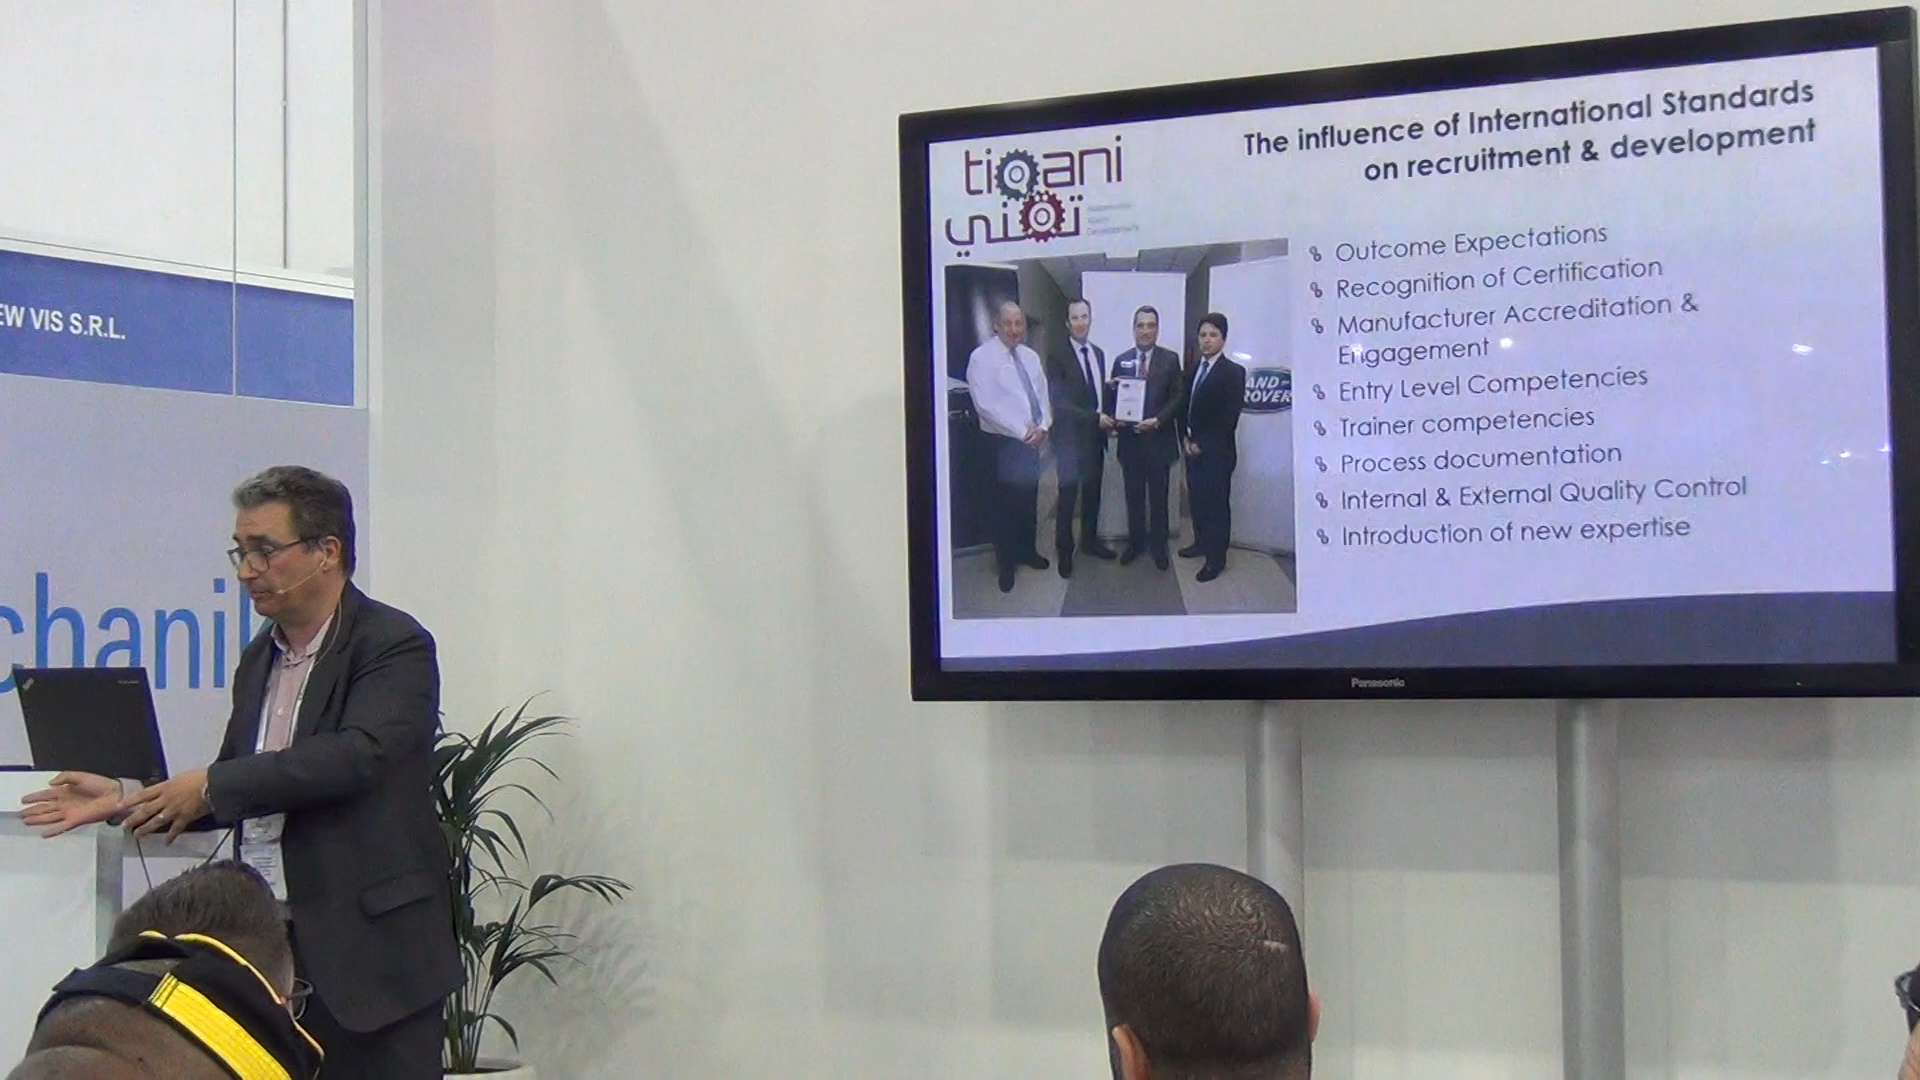 EW VIS S.R.L.
chanik
tiqani
تقني
The influence of International Standards
on recruitment & development
Outcome Expectations
Recognition of Certification
Manufacturer Accreditation &
Engagement
Entry Level Competencies
Trainer competencies
Process documentation
Internal & External Quality Control
Introduction of new expertise
AND
ROVER
Panasonic